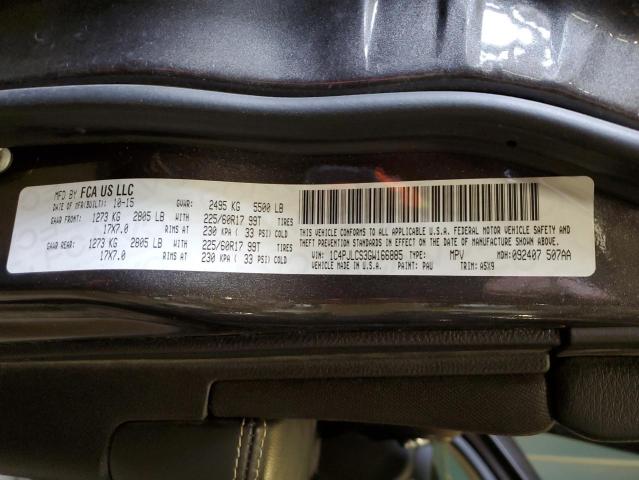 MFD BY FCA US LLC
DATE OF MFR(BUILT): 10-15 GVWR: 2495 KG 5500 LB
GAWR FRONT: 1273 KG 2805 LB WITH 225/60R17 99T TIRES
17X7.0 RIMS AT 230 KPA ( 33 PSI) COLD
GAWR REAR: 1273 KG 2805 LB WITH 225/60R17 99T TIRES
17X7.0 RIMS AT 230 KPA ( 33 PSI) COLD
THIS VEHICLE CONFORMS TO ALL APPLICABLE U.S.A. FEDERAL MOTOR VEHICLE SAFETY AND
THEFT PREVENTION STANDARDS IN EFFECT ON THE DATE OF MANUFACTURE SHOWN ABOVE.
VIN: 1C4PJLCS3GW166885 TYPE: MPV MDH: 092407 507AA
VEHICLE MADE IN U.S.A. PAINT: PAU TRIM: A5X9